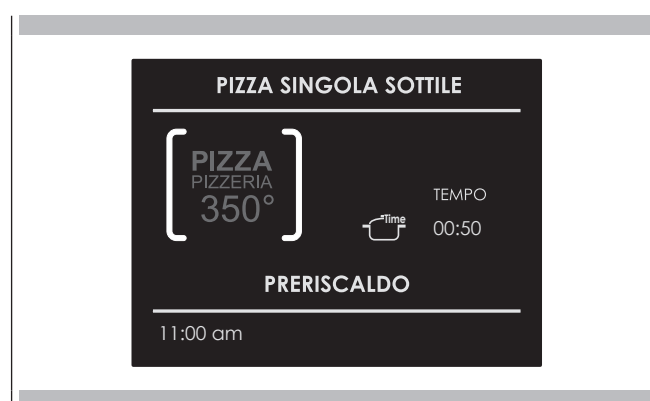 PIZZA SINGOLA SOTTILE
PIZZA
PIZZERIA
350°
TEMPO
Time
00:50
PRERISCALDO
11:00 am